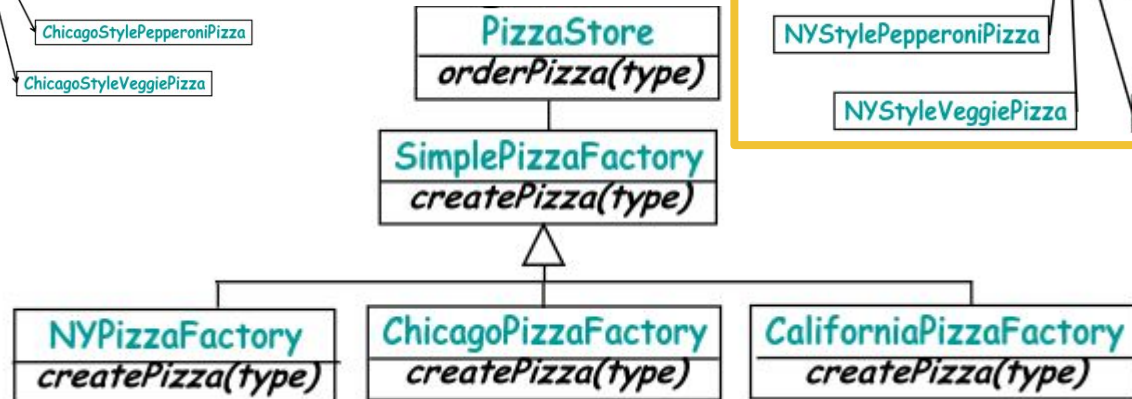 ChicagoStylePepperoniPizza
ChicagoStyleVeggiePizza
PizzaStore
orderPizza(type)
NYStylePepperoniPizza
NYStyleVeggiePizza
SimplePizzaFactory
createPizza(type)
NYPizzaFactory
createPizza(type)
ChicagoPizzaFactory
createPizza(type)
CaliforniaPizzaFactory
createPizza(type)